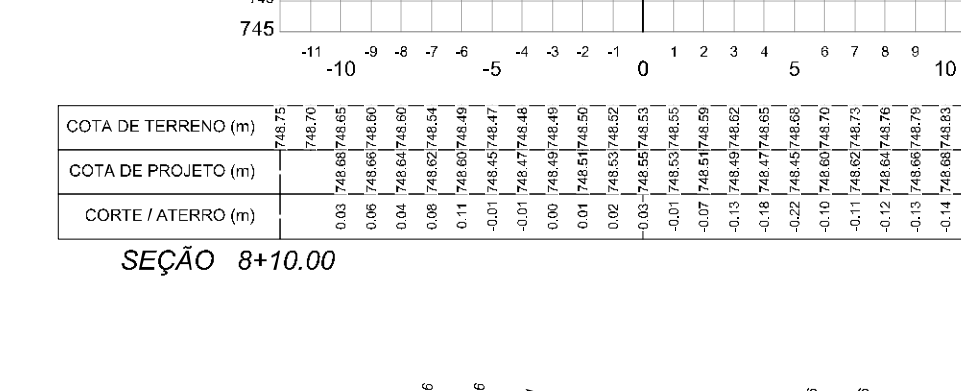 745
-11 -9 -8 -7 -6 -4 -3 -2 -1 1 2 3 4 6 7 8 9
-10 -5 0 5 10
COTA DE TERRENO (m) 748.75 748.70 748.65 748.60 748.60 748.54 748.49 748.47 748.48 748.49 748.50 748.52 748.53 748.55 748.59 748.62 748.65 748.68 748.70 748.73 748.76 748.79 748.83
COTA DE PROJETO (m) 748.68 748.66 748.64 748.62 748.60 748.45 748.47 748.49 748.51 748.53 748.55 748.53 748.51 748.49 748.47 748.45 748.60 748.62 748.64 748.66 748.68
CORTE / ATERRO (m) 0.03 0.06 0.04 0.08 0.11 -0.01 -0.01 0.00 0.01 0.02 0.03 -0.01 -0.07 -0.13 -0.18 -0.22 -0.10 -0.11 -0.12 -0.13 -0.14
SEÇÃO 8+10.00